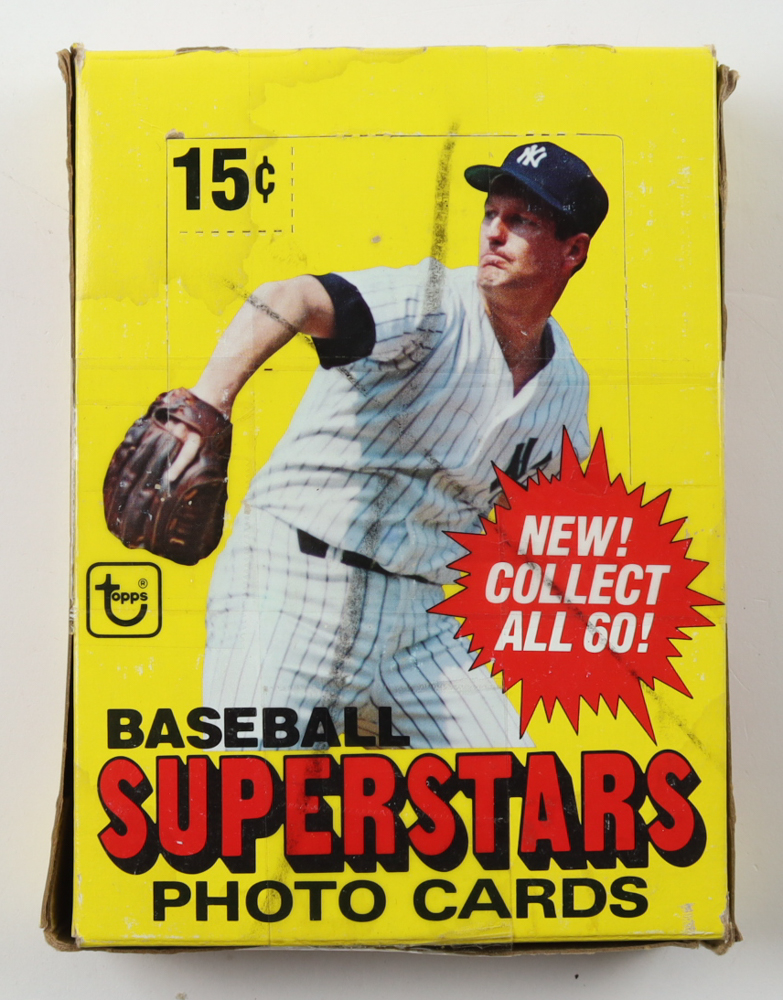 15¢
NY
NEW!
COLLECT
ALL 60!
topps®
BASEBALL
SUPERSTARS
PHOTO CARDS